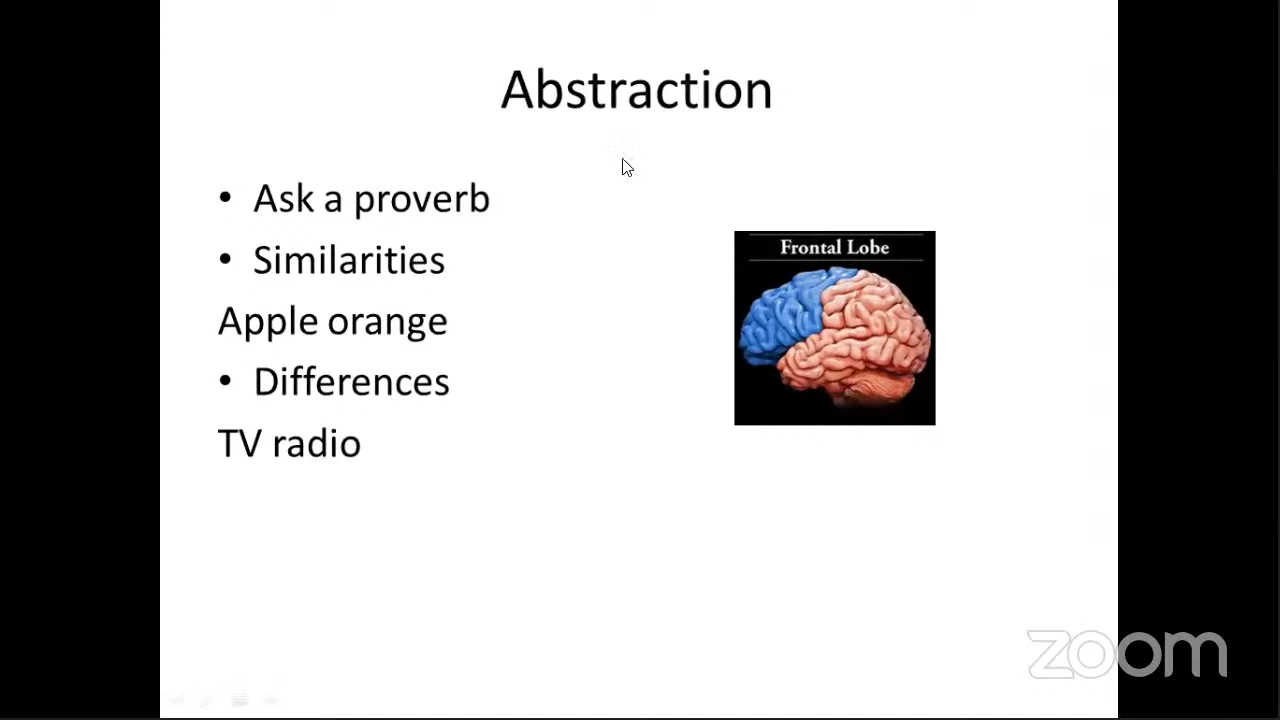 Abstraction
• Ask a proverb
• Similarities
Apple orange
• Differences
TV radio
Frontal Lobe
zoom